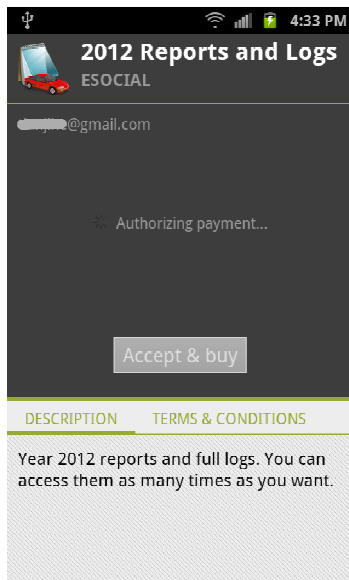 4:33 PM
2012 Reports and Logs
ESOCIAL
@gmail.com
Authorizing payment...
Accept & buy
DESCRIPTION TERMS & CONDITIONS
Year 2012 reports and full logs. You can
access them as many times as you want.